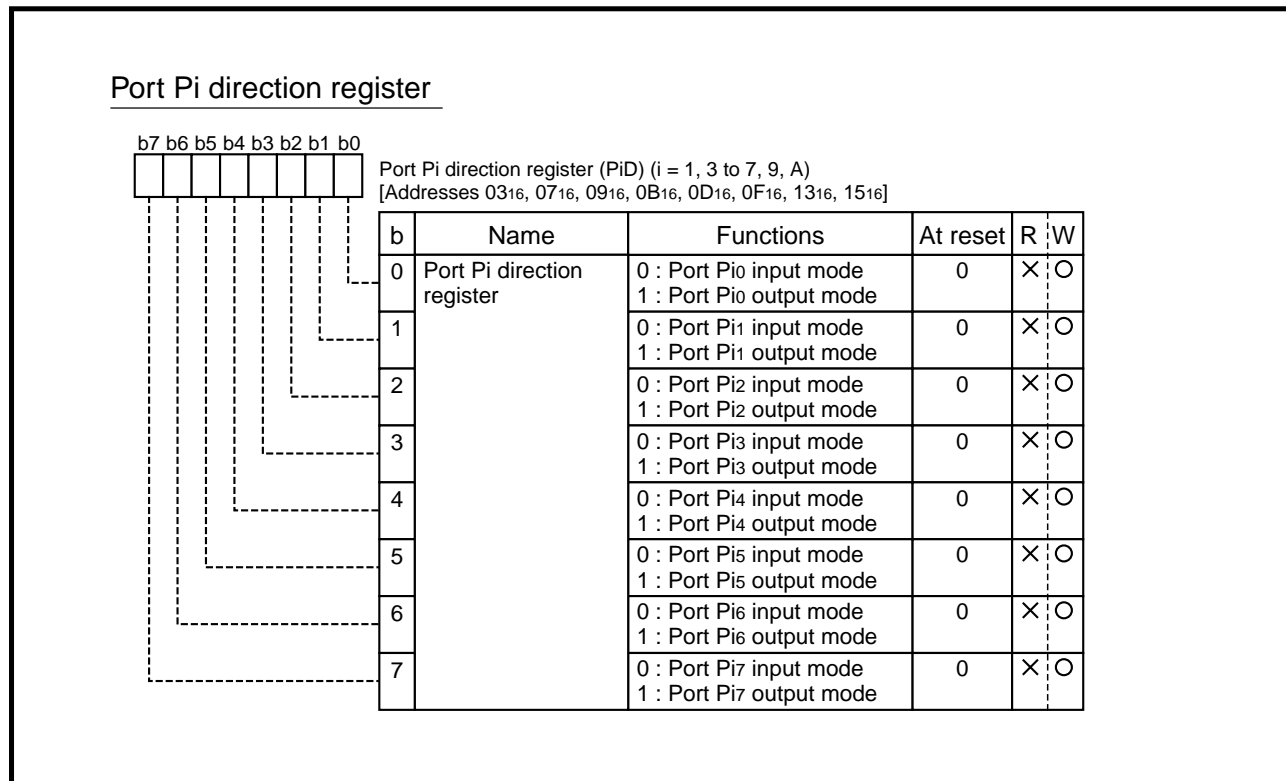 Port Pi direction register
b7 b6 b5 b4 b3 b2 b1 b0
Port Pi direction register (PiD) (i = 1, 3 to 7, 9, A)
[Addresses 0316, 0716, 0916, 0B16, 0D16, 0F16, 1316, 1516]
b Name Functions At reset R W
0 Port Pi direction 0 : Port Pi0 input mode 0 × ○
register 1 : Port Pi0 output mode
1 0 : Port Pi1 input mode 0 × ○
1 : Port Pi1 output mode
2 0 : Port Pi2 input mode 0 × ○
1 : Port Pi2 output mode
3 0 : Port Pi3 input mode 0 × ○
1 : Port Pi3 output mode
4 0 : Port Pi4 input mode 0 × ○
1 : Port Pi4 output mode
5 0 : Port Pi5 input mode 0 × ○
1 : Port Pi5 output mode
6 0 : Port Pi6 input mode 0 × ○
1 : Port Pi6 output mode
7 0 : Port Pi7 input mode 0 × ○
1 : Port Pi7 output mode